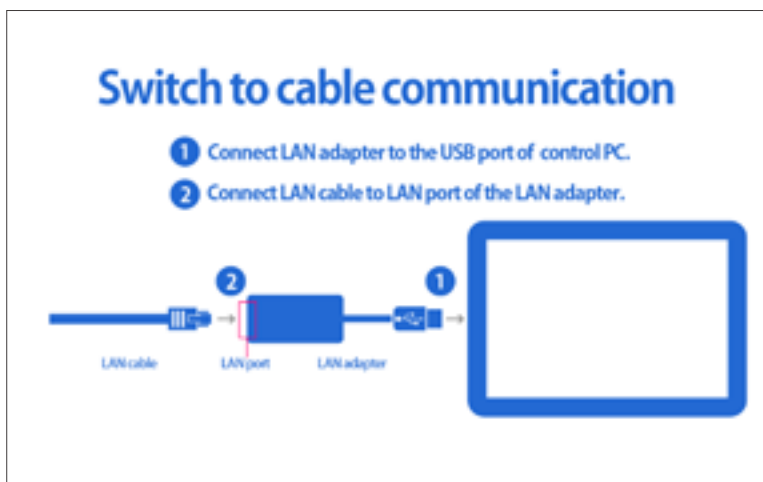 Switch to cable communication
1 Connect LAN adapter to the USB port of control PC.
2 Connect LAN cable to LAN port of the LAN adapter.
2 1
LAN cable LAN port LAN adapter